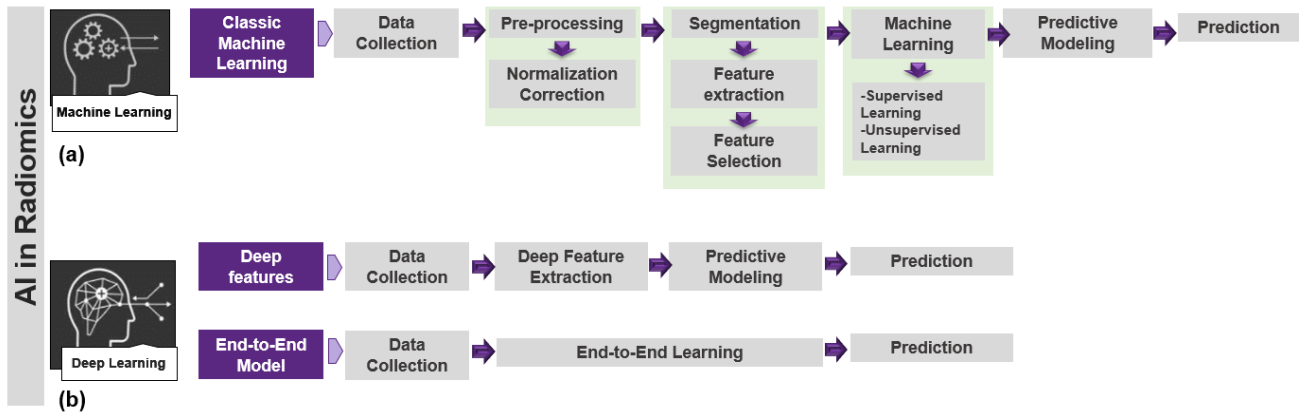 AI in Radiomics
Machine Learning
(a)
Classic
Machine
Learning
Data
Collection
Pre-processing
Normalization
Correction
Segmentation
Feature
extraction
Feature
Selection
Machine
Learning
-Supervised
Learning
-Unsupervised
Learning
Predictive
Modeling
Prediction
Deep Learning
(b)
Deep
features
Data
Collection
Deep Feature
Extraction
Predictive
Modeling
Prediction
End-to-End
Model
Data
Collection
End-to-End Learning
Prediction